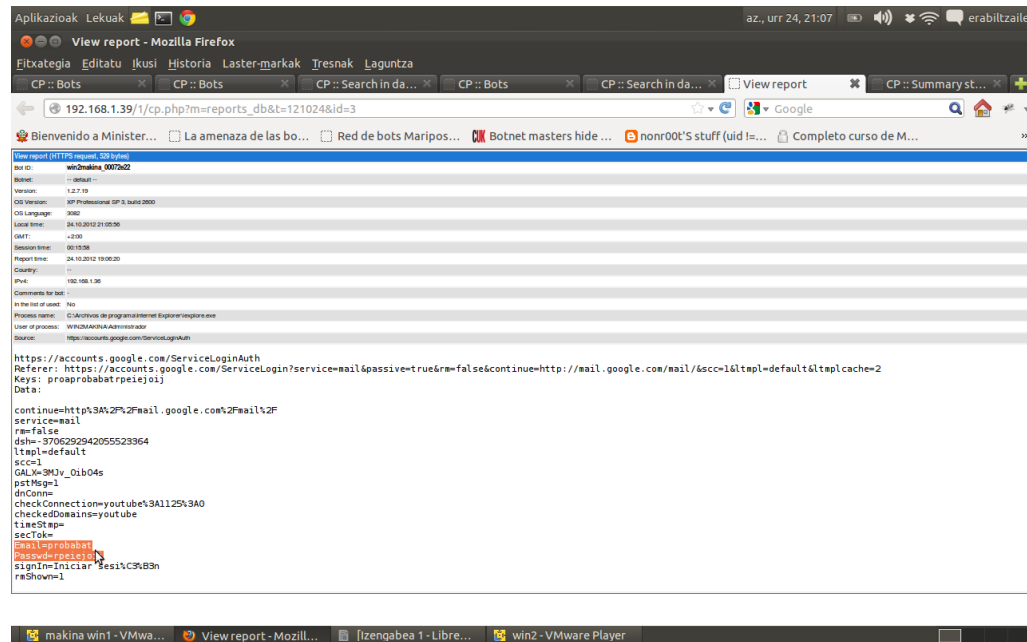 Aplikazioak Lekuak az., urr 24, 21:07 erabiltzaile
View report - Mozilla Firefox
Fitxategia Editatu Ikusi Historia Laster-markak Tresnak Laguntza
CP :: Bots CP :: Bots CP :: Search in da... CP :: Bots CP :: Search in da... View report CP :: Summary st...
192.168.1.39/1/cp.php?m=reports_db&t=121024&id=3 Google
Bienvenido a Minister... La amenaza de las bo... Red de bots Maripos... Botnet masters hide ... nonr00t'S stuff (uid !=... Completo curso de M... »
View report (HTTPS request, 529 bytes)
Bot ID: win2makina_00072e22
Botnet: -- default --
Version: 1.2.7.19
OS Version: XP Professional SP 3, build 2600
OS Language: 3082
Local time: 24.10.2012 21:05:56
GMT: +2:00
Session time: 00:15:58
Report time: 24.10.2012 19:06:20
Country: --
IPv4: 192.168.1.36
Comments for bot: -
In the list of used: No
Process name: C:\Archivos de programa\Internet Explorer\iexplore.exe
User of process: WIN2MAKINA\Administrador
Source: https://accounts.google.com/ServiceLoginAuth
https://accounts.google.com/ServiceLoginAuth
Referer: https://accounts.google.com/ServiceLogin?service=mail&passive=true&rm=false&continue=http://mail.google.com/mail/&scc=1&ltmpl=default&ltmplcache=2
Keys: proaprobabatrpeiejoij
Data:
continue=http%3A%2F%2Fmail.google.com%2Fmail%2F
service=mail
rm=false
dsh=-3706292942055523364
ltmpl=default
scc=1
GALX=3MJv_OibO4s
pstMsg=1
dnConn=
checkConnection=youtube%3A1125%3A0
checkedDomains=youtube
timeStmp=
secTok=
Email=probabat
signIn=Iniciar sesi%C3%B3n
rmShown=1
makina win1 - VMwa... View report - Mozill... [Izengabea 1 - Libre... win2 - VMware Player